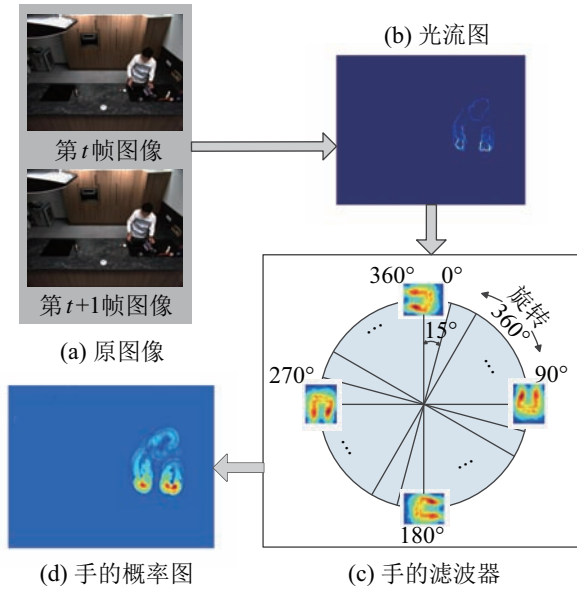 (b) 光流图
第t帧图像
第t+1帧图像
(a) 原图像
360° 0°
旋转
360°
15°
270°
90°
...
...
...
...
180°
(d) 手的概率图
(c) 手的滤波器